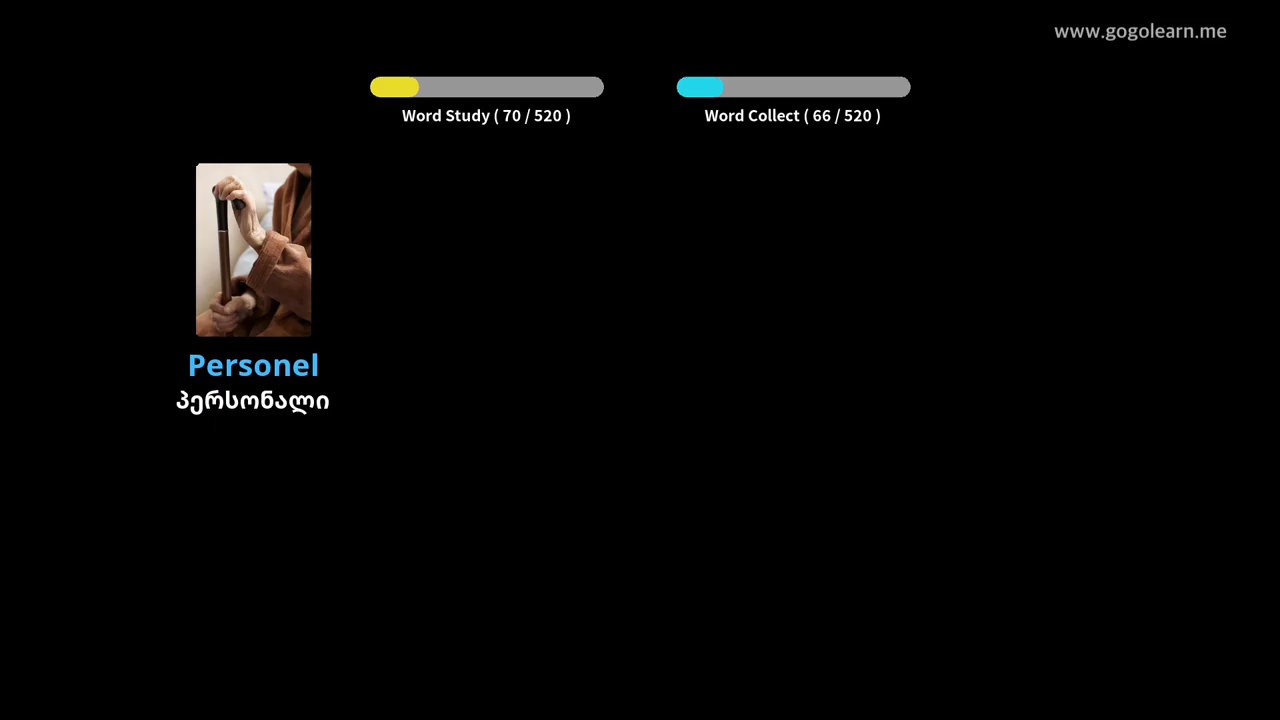 www.gogolearn.me
Word Study ( 70 / 520 )
Word Collect ( 66 / 520 )
Personel
პერსონალი